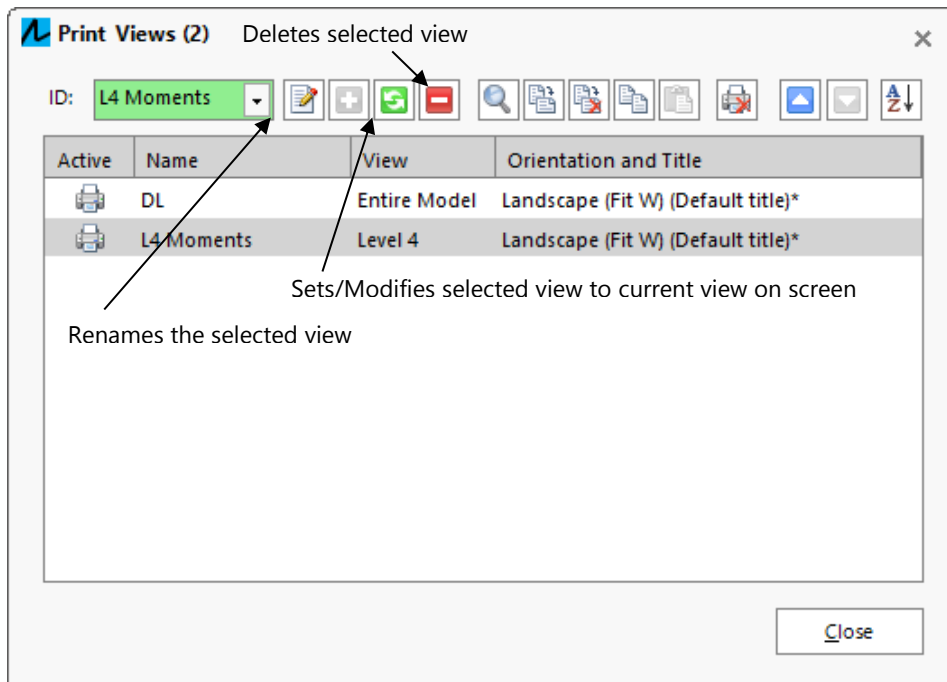 Print Views (2)
Deletes selected view
ID: L4 Moments
A
Z
Active Name View Orientation and Title
DL Entire Model Landscape (Fit W) (Default title)*
L4 Moments Level 4 Landscape (Fit W) (Default title)*
Sets/Modifies selected view to current view on screen
Renames the selected view
Close